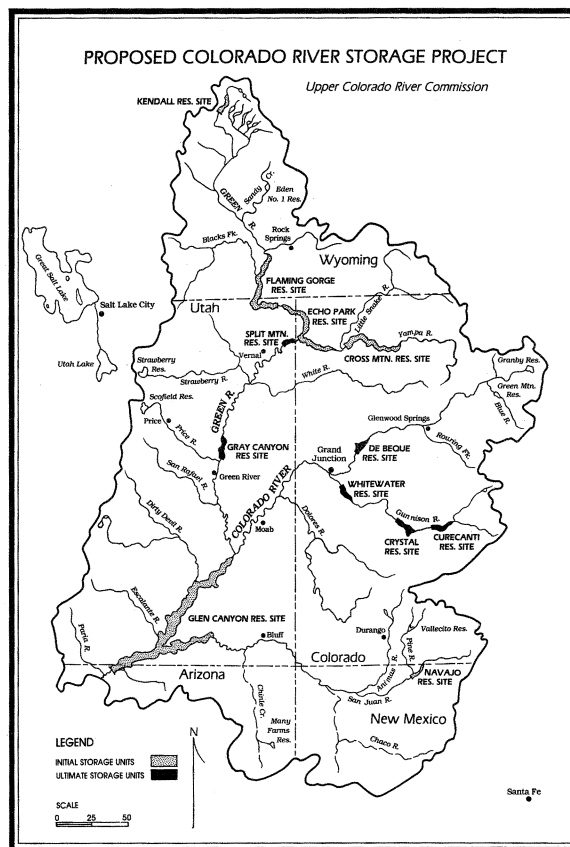 PROPOSED COLORADO RIVER STORAGE PROJECT
Upper Colorado River Commission
KENDALL RES. SITE
GREEN R.
Sandy Cr.
Eden
No. 1 Res.
Blacks Fk.
Rock
Springs
Wyoming
Great Salt Lake
Salt Lake City
Utah Lake
FLAMING GORGE
RES. SITE
Utah
ECHO PARK
RES. SITE
Little Snake R.
SPLIT MTN.
RES. SITE
Yampa R.
Vernal
CROSS MTN. RES. SITE
Strawberry
Res.
Strawberry R.
White R.
Granby Res.
Green Mtn.
Res.
Blue R.
Scofield Res.
Price
Price R.
GREEN R.
Glenwood Springs
Rouring Fk.
GRAY CANYON
RES SITE
Grand
Junction
DE BEQUE
RES. SITE
San Rafael R.
Green River
COLORADO RIVER
WHITEWATER
RES. SITE
Dirty Devil R.
Moab
Dolores R.
Gunnison R.
CRYSTAL
RES. SITE
CURECANTI
RES. SITE
Escalante R.
GLEN CANYON RES. SITE
Paria R.
Bluff
Durango
Vallecito Res.
Pine R.
Animas R.
Arizona
Colorado
NAVAJO
RES. SITE
San Juan R.
Chinle Cr.
New Mexico
Many
Farms
Res.
Chaco R.
N
LEGEND
INITIAL STORAGE UNITS
ULTIMATE STORAGE UNITS
SCALE
0 25 50
Santa Fe